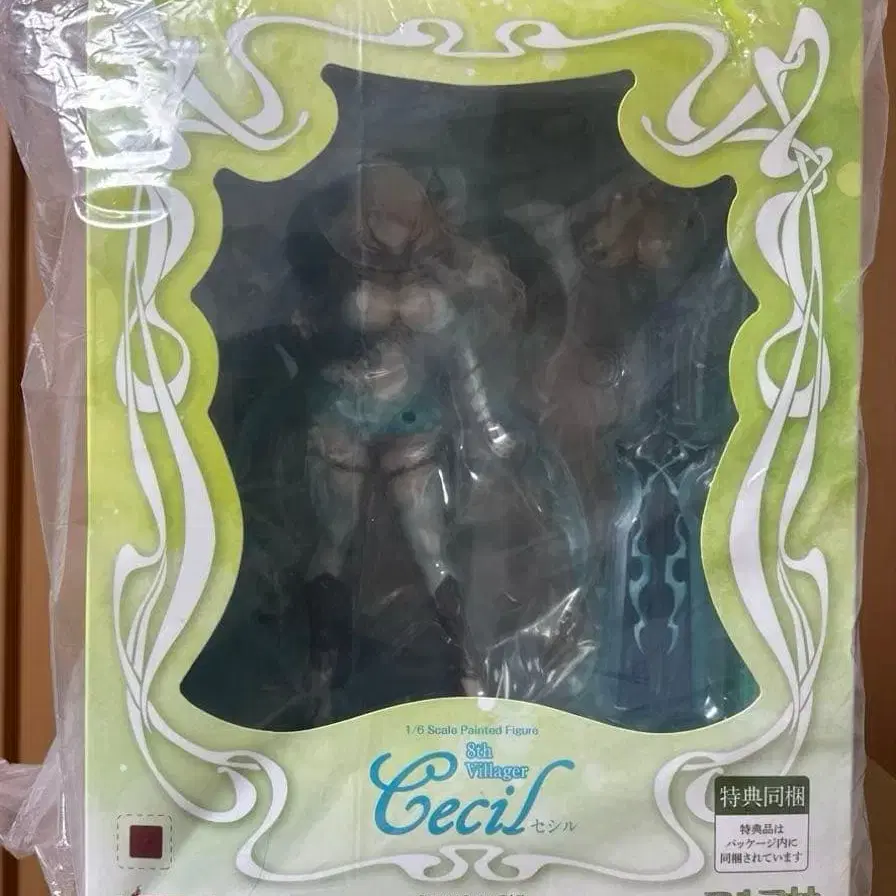 1/6 Scale Painted Figure
8th
Villager
Cecil セシル
特典同梱
特典品は
パッケージ内に
同梱されています